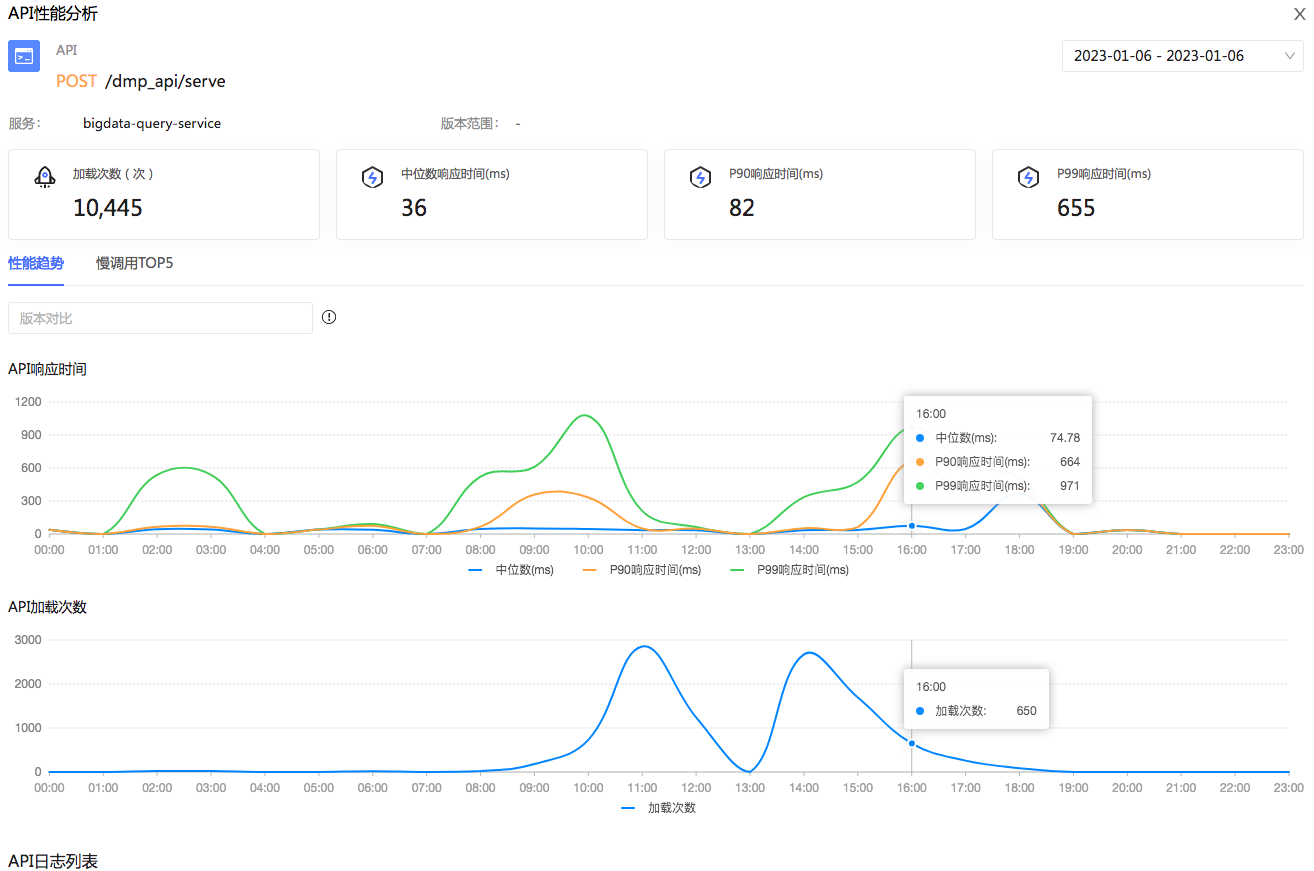 API性能分析
X
API
2023-01-06 - 2023-01-06
POST /dmp_api/serve
服务: bigdata-query-service 版本范围: -
加载次数 ( 次 ) 中位数响应时间(ms) P90响应时间(ms) P99响应时间(ms)
10,445 36 82 655
性能趋势 慢调用TOP5
版本对比
API响应时间
1200
900
600
300
0
16:00
中位数(ms): 74.78
P90响应时间(ms): 664
P99响应时间(ms): 971
00:00 01:00 02:00 03:00 04:00 05:00 06:00 07:00 08:00 09:00 10:00 11:00 12:00 13:00 14:00 15:00 16:00 17:00 18:00 19:00 20:00 21:00 22:00 23:00
中位数(ms) P90响应时间(ms) P99响应时间(ms)
API加载次数
3000
2000
1000
0
16:00
加载次数: 650
00:00 01:00 02:00 03:00 04:00 05:00 06:00 07:00 08:00 09:00 10:00 11:00 12:00 13:00 14:00 15:00 16:00 17:00 18:00 19:00 20:00 21:00 22:00 23:00
加载次数
API日志列表